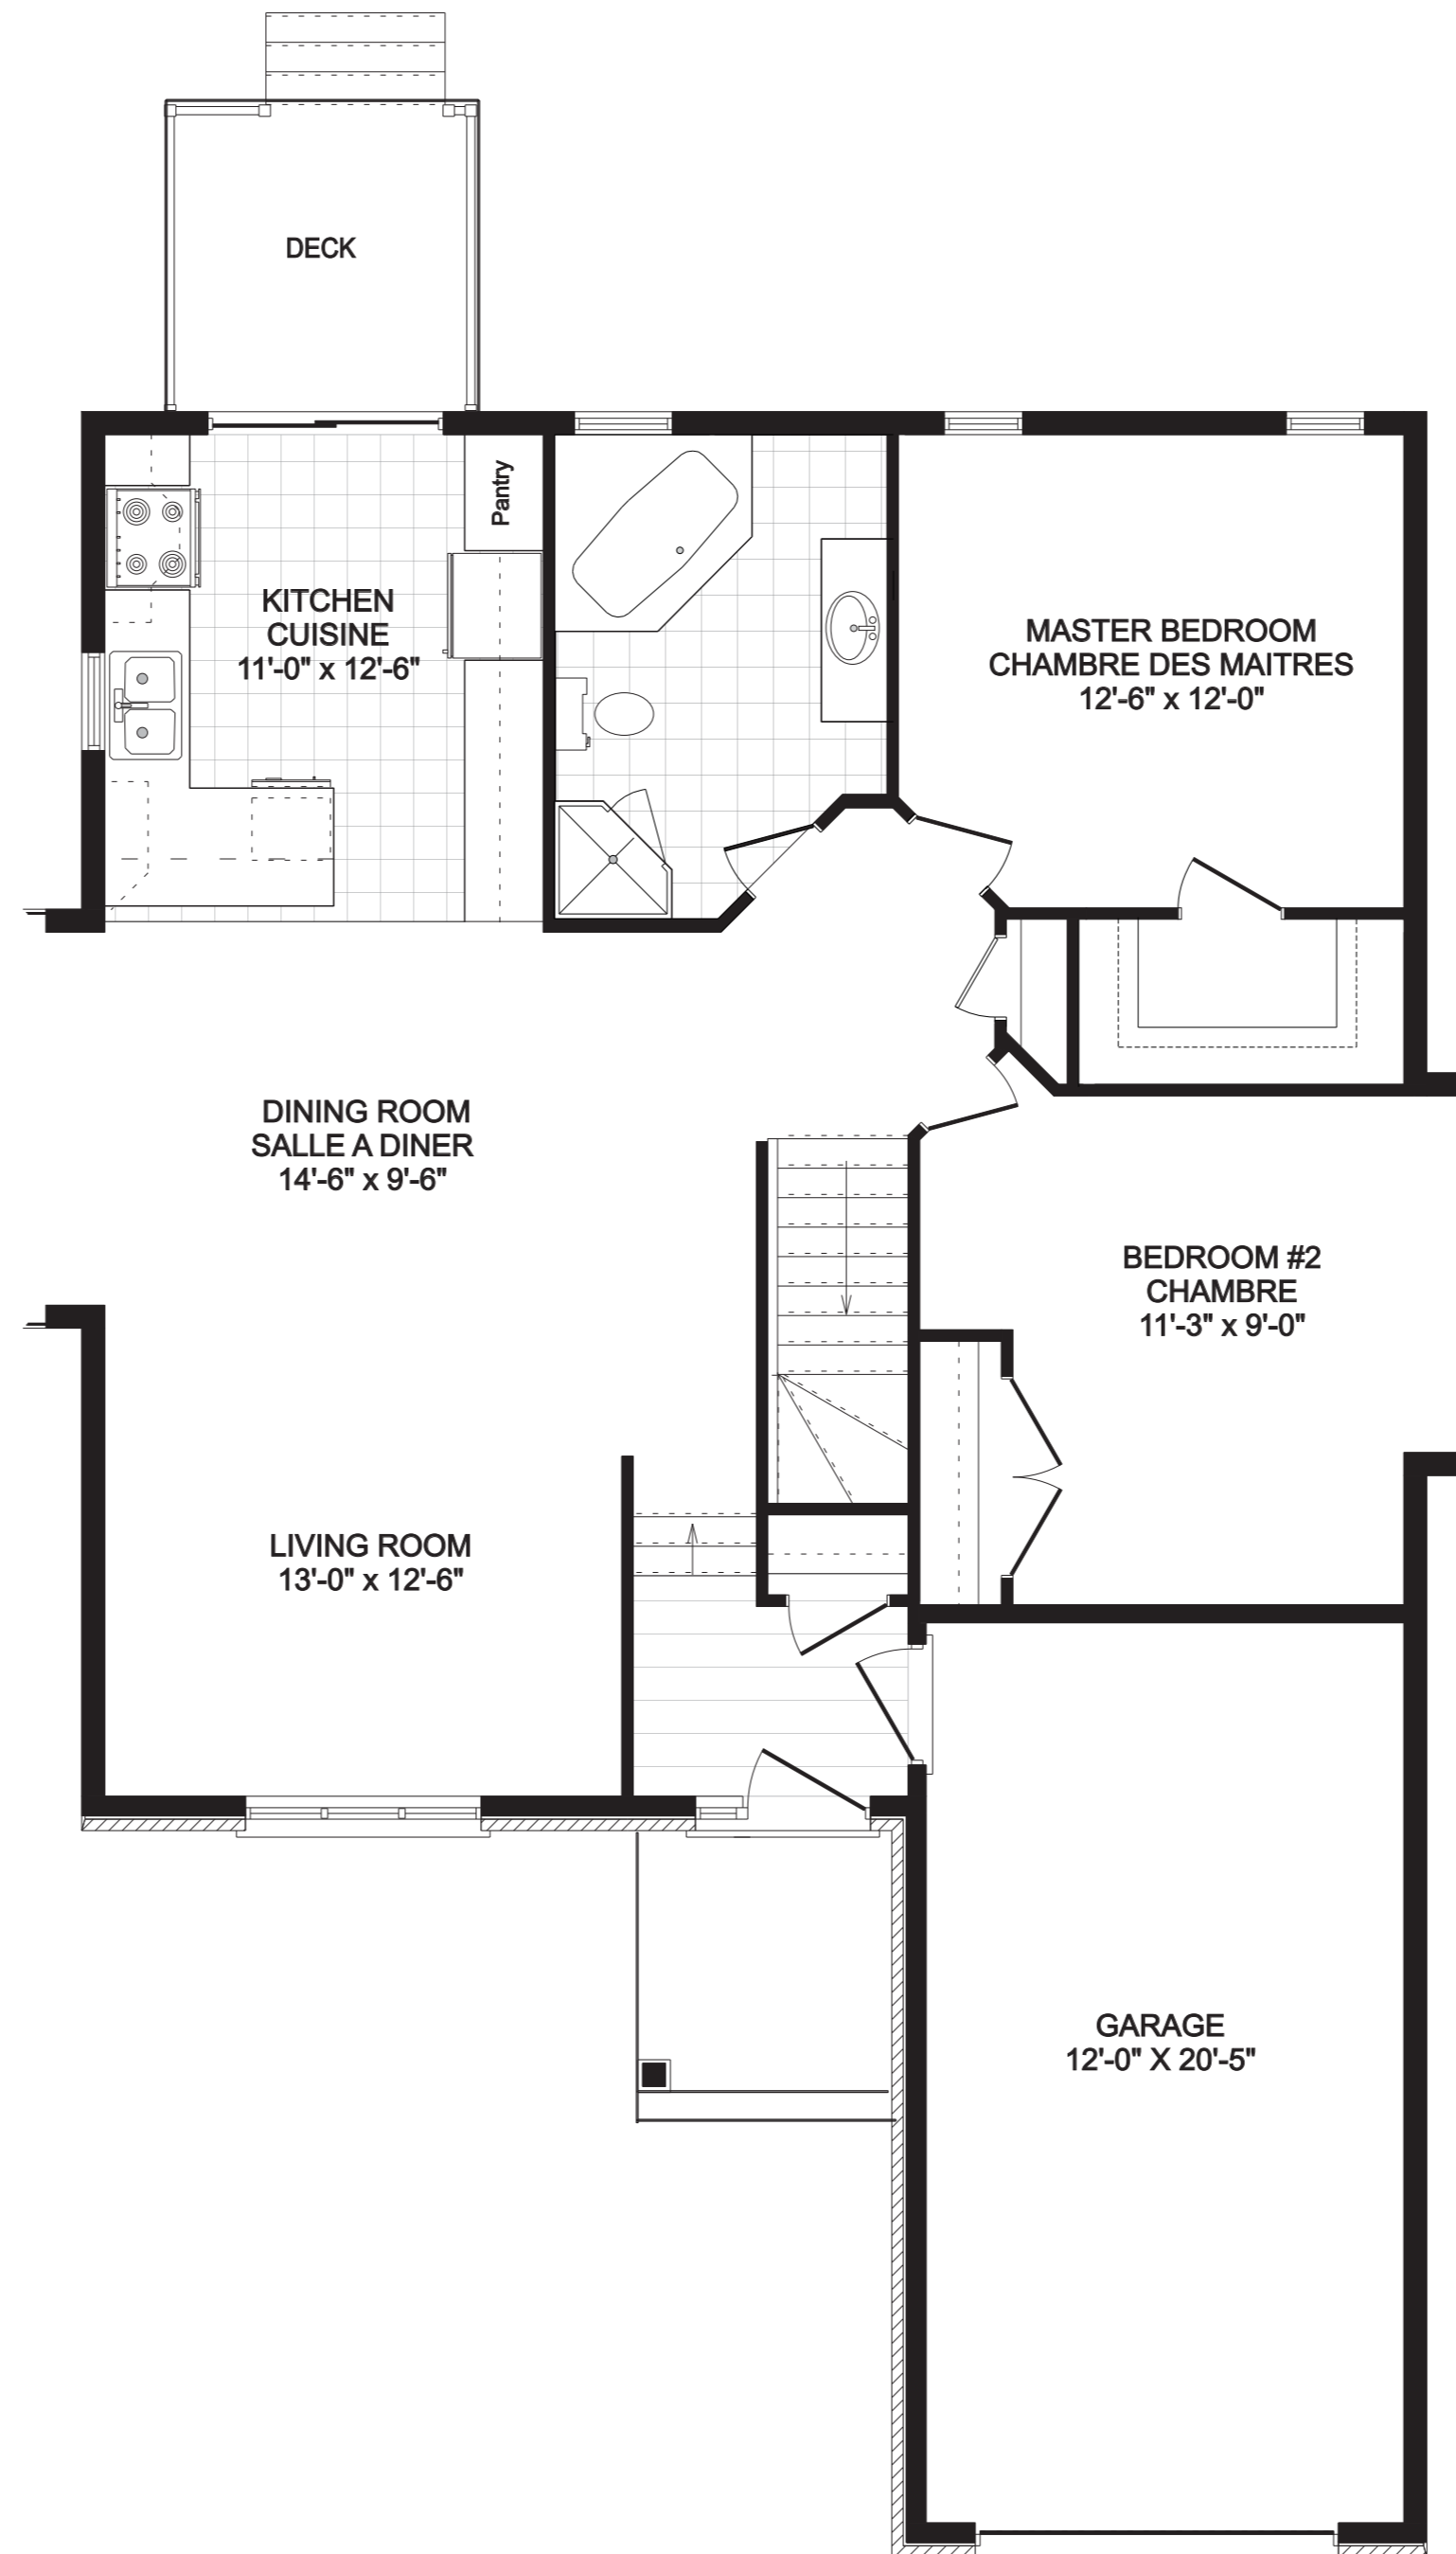 DECK
Pantry
KITCHEN
CUISINE
11'-0" x 12'-6"
MASTER BEDROOM
CHAMBRE DES MAITRES
12'-6" x 12'-0"
DINING ROOM
SALLE A DINER
14'-6" x 9'-6"
BEDROOM #2
CHAMBRE
11'-3" x 9'-0"
LIVING ROOM
13'-0" x 12'-6"
GARAGE
12'-0" X 20'-5"